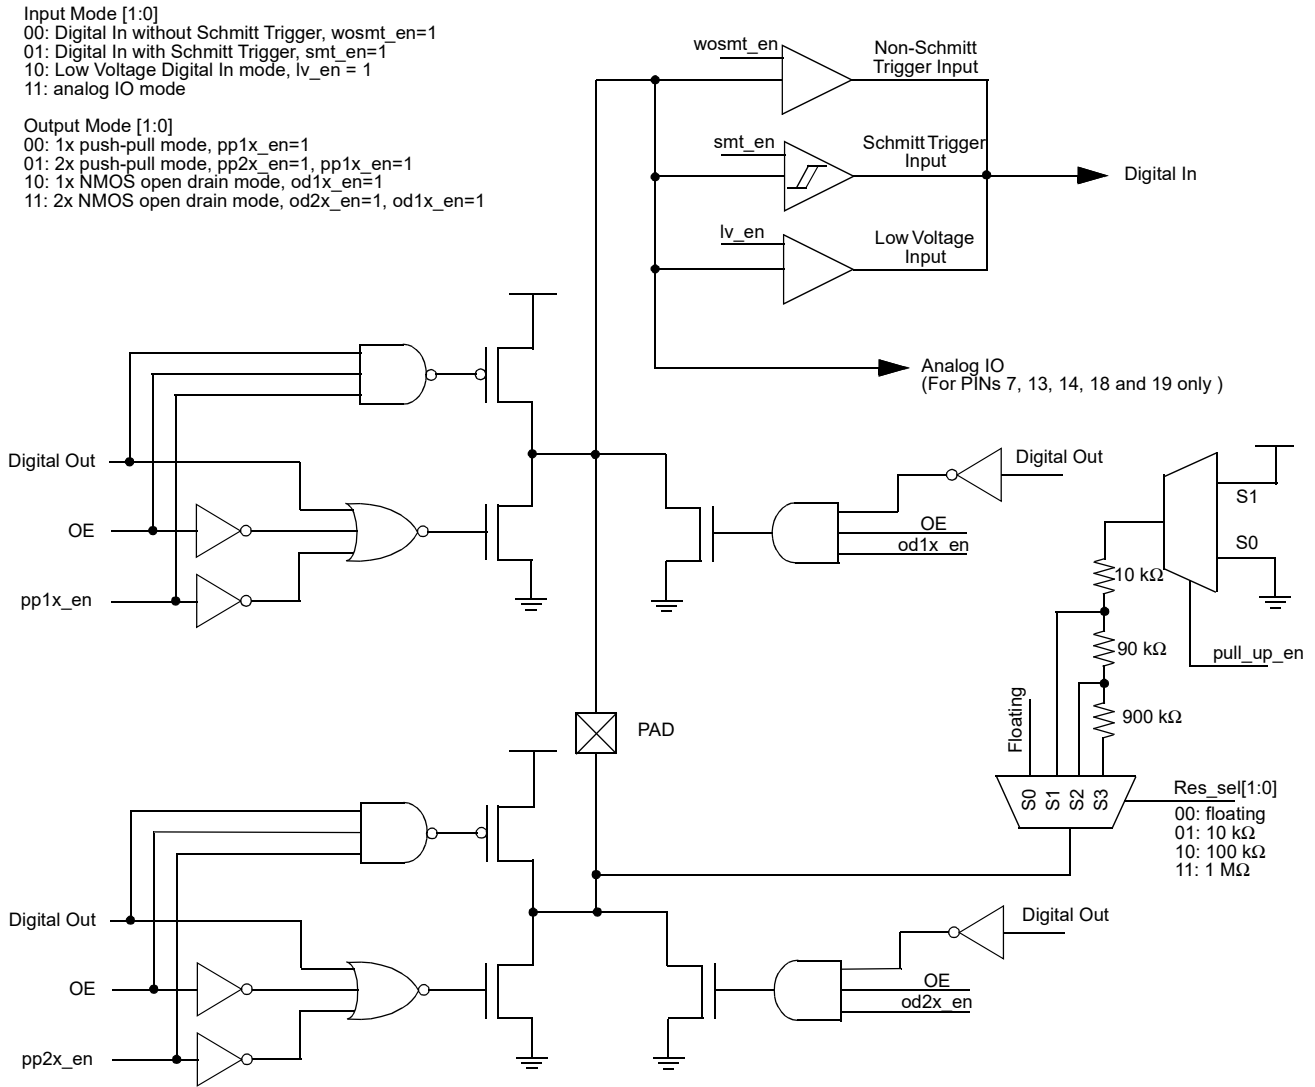 Input Mode [1:0]
00: Digital In without Schmitt Trigger, wosmt_en=1
01: Digital In with Schmitt Trigger, smt_en=1
10: Low Voltage Digital In mode, lv_en = 1
11: analog IO mode
Output Mode [1:0]
00: 1x push-pull mode, pp1x_en=1
01: 2x push-pull mode, pp2x_en=1, pp1x_en=1
10: 1x NMOS open drain mode, od1x_en=1
11: 2x NMOS open drain mode, od2x_en=1, od1x_en=1
wosmt_en
Non-Schmitt
Trigger Input
smt_en
Schmitt Trigger
Input
Digital In
lv_en
Low Voltage
Input
Analog IO
(For PINs 7, 13, 14, 18 and 19 only )
Digital Out
OE
pp1x_en
Digital Out
OE
od1x_en
S1
S0
10 kΩ
90 kΩ
pull_up_en
900 kΩ
Floating
S0
S1
S2
S3
Res_sel[1:0]
00: floating
01: 10 kΩ
10: 100 kΩ
11: 1 MΩ
PAD
Digital Out
OE
pp2x_en
Digital Out
OE
od2x_en